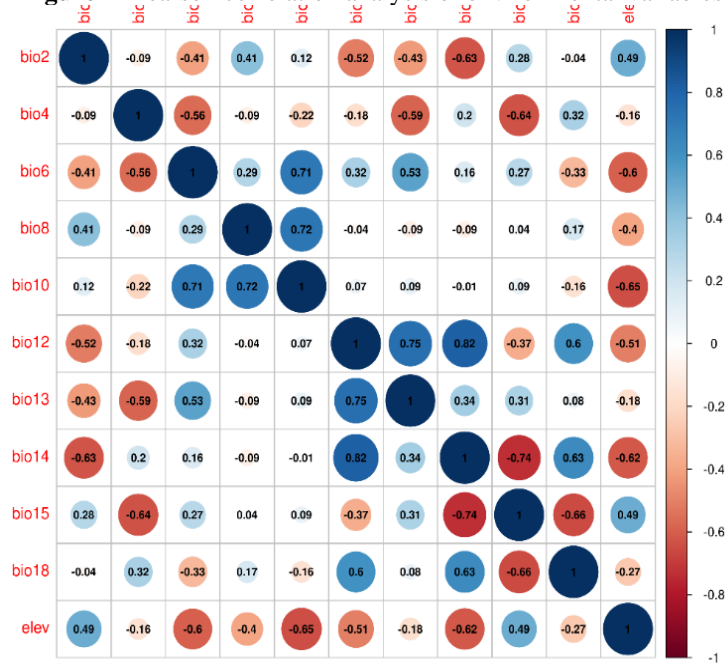 bio2 1 -0.09 -0.41 0.41 0.12 -0.52 -0.43 -0.63 0.28 -0.04 0.49
bio4 -0.09 1 -0.56 -0.09 -0.22 -0.18 -0.59 0.2 -0.64 0.32 -0.16
bio6 -0.41 -0.56 1 0.29 0.71 0.32 0.53 0.16 0.27 -0.33 -0.6
bio8 0.41 -0.09 0.29 1 0.72 -0.04 -0.09 -0.09 0.04 0.17 -0.4
bio10 0.12 -0.22 0.71 0.72 1 0.07 0.09 -0.01 0.09 -0.16 -0.65
bio12 -0.52 -0.18 0.32 -0.04 0.07 1 0.75 0.82 -0.37 0.6 -0.51
bio13 -0.43 -0.59 0.53 -0.09 0.09 0.75 1 0.34 0.31 0.08 -0.18
bio14 -0.63 0.2 0.16 -0.09 -0.01 0.82 0.34 1 -0.74 0.63 -0.62
bio15 0.28 -0.64 0.27 0.04 0.09 -0.37 0.31 -0.74 1 -0.66 0.49
bio18 -0.04 0.32 -0.33 0.17 -0.16 0.6 0.08 0.63 -0.66 1 -0.27
elev 0.49 -0.16 -0.6 -0.4 -0.65 -0.51 -0.18 -0.62 0.49 -0.27 1
1
0.8
0.6
0.4
0.2
0
-0.2
-0.4
-0.6
-0.8
-1